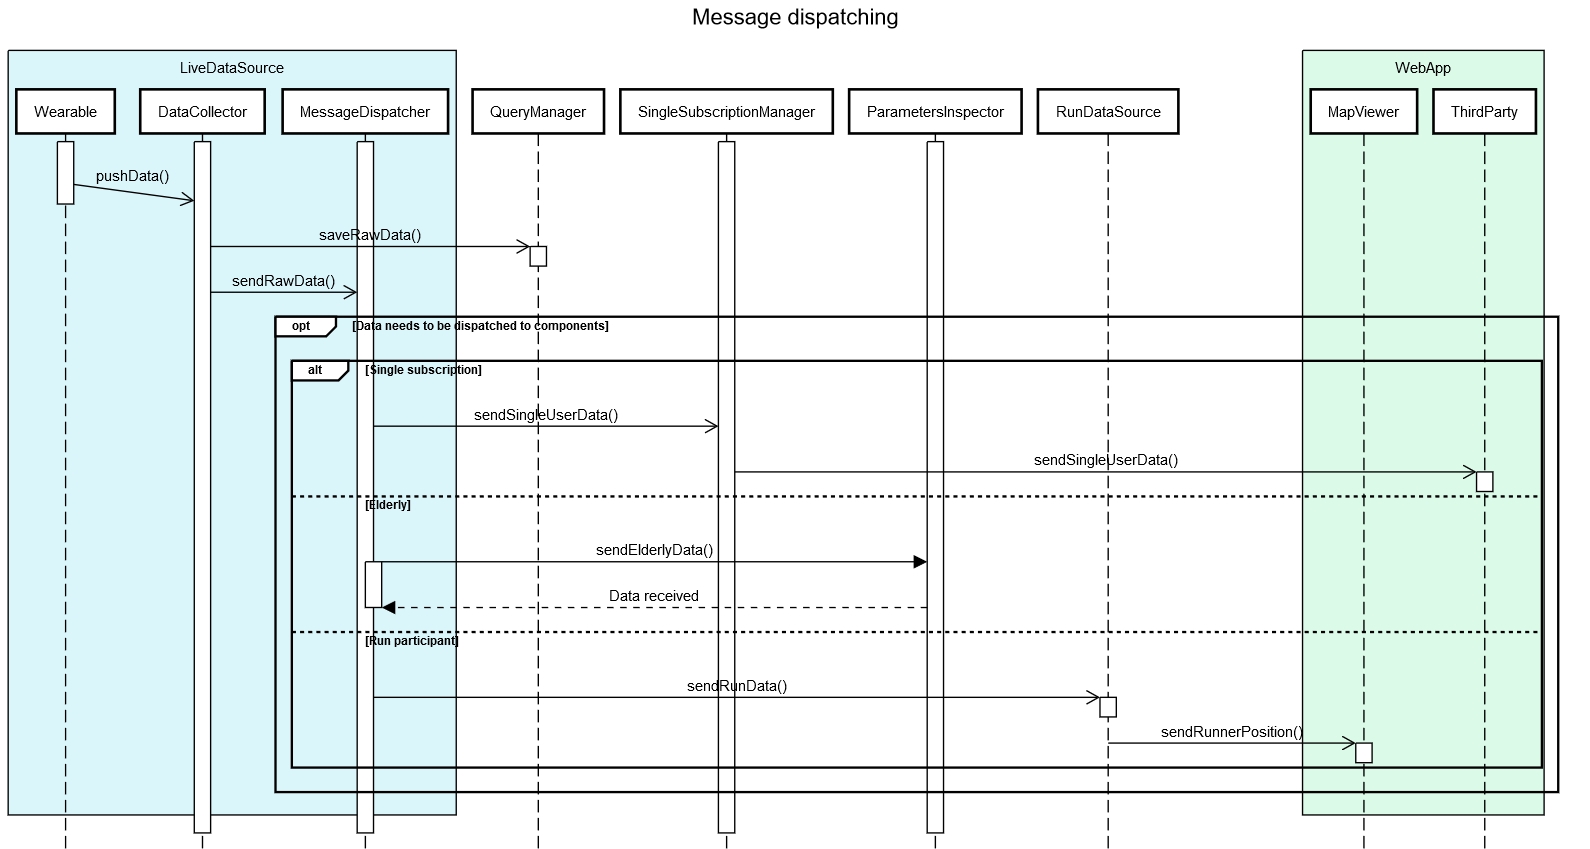 Message dispatching
LiveDataSource
WebApp
Wearable
DataCollector
MessageDispatcher
QueryManager
SingleSubscriptionManager
ParametersInspector
RunDataSource
MapViewer
ThirdParty
pushData()
saveRawData()
sendRawData()
opt
[Data needs to be dispatched to components]
alt
[Single subscription]
sendSingleUserData()
sendSingleUserData()
[Elderly]
sendElderlyData()
Data received
[Run participant]
sendRunData()
sendRunnerPosition()